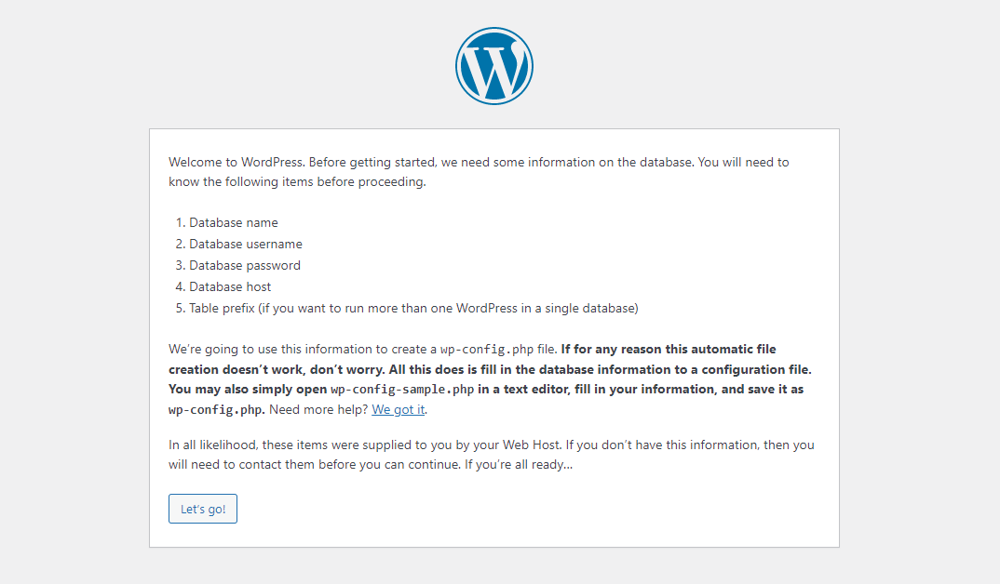 Welcome to WordPress. Before getting started, we need some information on the database. You will need to
know the following items before proceeding.
1. Database name
2. Database username
3. Database password
4. Database host
5. Table prefix (if you want to run more than one WordPress in a single database)
We’re going to use this information to create a wp-config.php file. If for any reason this automatic file
creation doesn’t work, don’t worry. All this does is fill in the database information to a configuration file.
You may also simply open wp-config-sample.php in a text editor, fill in your information, and save it as
wp-config.php. Need more help? We got it.
In all likelihood, these items were supplied to you by your Web Host. If you don’t have this information, then you
will need to contact them before you can continue. If you’re all ready…
Let’s go!